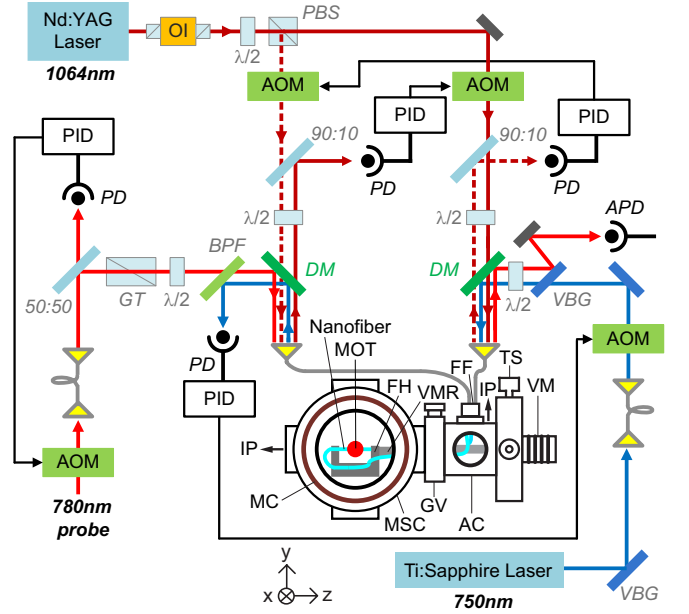 Nd:YAG
Laser
1064nm
OI
λ/2
PBS
AOM
AOM
PID
PID
PID
90:10
90:10
PD
PD
PD
λ/2
λ/2
APD
BPF
DM
DM
50:50
GT
λ/2
λ/2
VBG
Nanofiber
MOT
PD
FF
TS
AOM
FH
VMR
IP
VM
PID
IP
AOM
MC
MSC
GV
AC
780nm
probe
y
x
z
Ti:Sapphire Laser
750nm
VBG